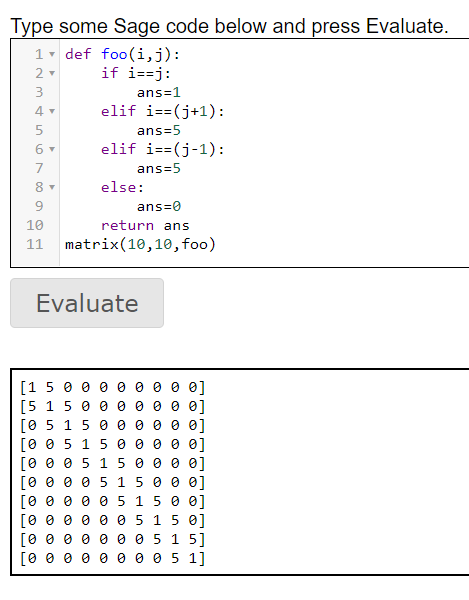 Type some Sage code below and press Evaluate.
1 def foo(i,j):
2     if i==j:
3         ans=1
4     elif i==(j+1):
5         ans=5
6     elif i==(j-1):
7         ans=5
8     else:
9         ans=0
10     return ans
11 matrix(10,10,foo)
Evaluate
[1 5 0 0 0 0 0 0 0 0]
[5 1 5 0 0 0 0 0 0 0]
[0 5 1 5 0 0 0 0 0 0]
[0 0 5 1 5 0 0 0 0 0]
[0 0 0 5 1 5 0 0 0 0]
[0 0 0 0 5 1 5 0 0 0]
[0 0 0 0 0 5 1 5 0 0]
[0 0 0 0 0 0 5 1 5 0]
[0 0 0 0 0 0 0 5 1 5]
[0 0 0 0 0 0 0 0 5 1]